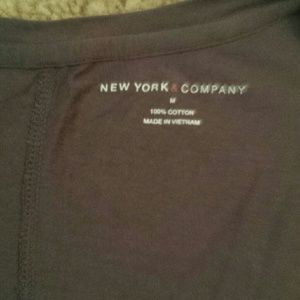 NEW YORK & COMPANY
M
100% COTTON
MADE IN VIETNAM